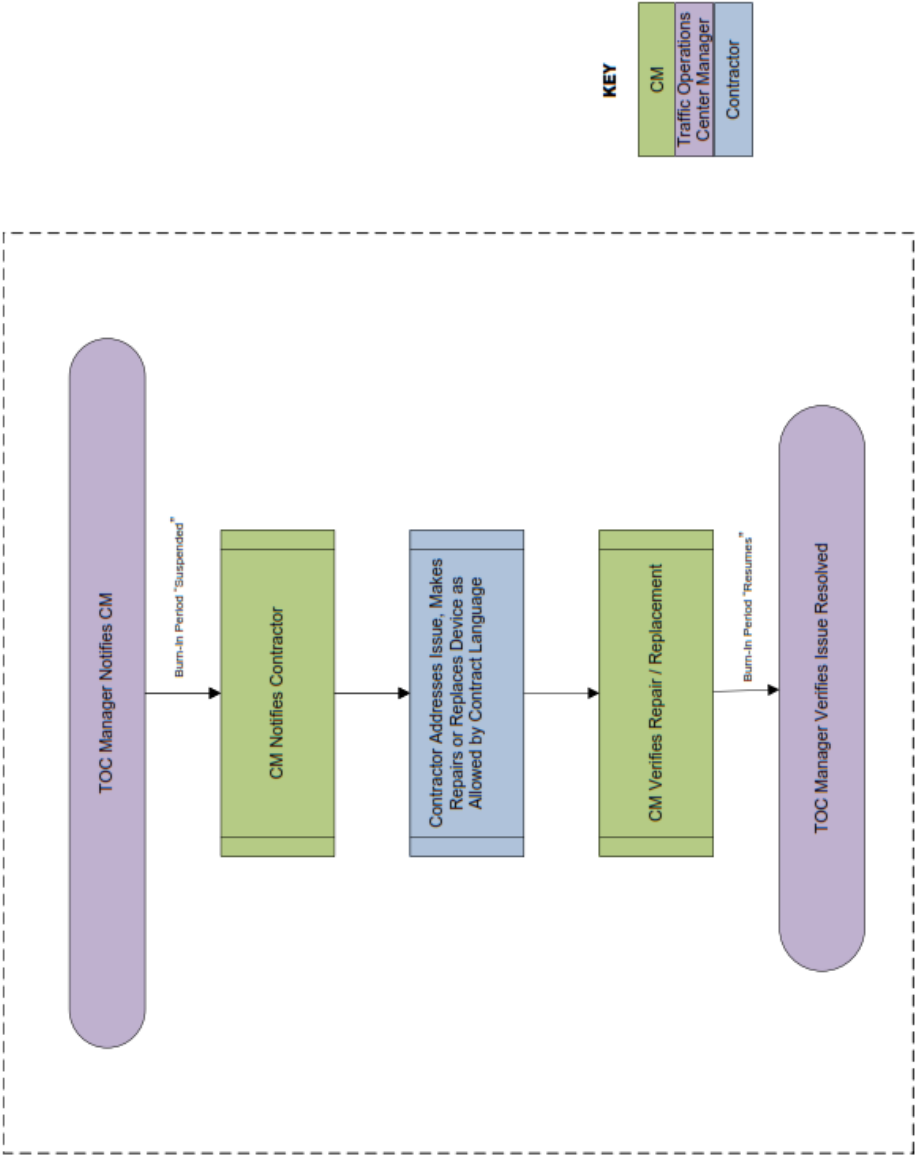 TOC Manager Notifies CM
Burn-In Period "Suspended"
CM Notifies Contractor
Contractor Addresses Issue, Makes
Repairs or Replaces Device as
Allowed by Contract Language
CM Verifies Repair / Replacement
Burn-In Period "Resumes"
TOC Manager Verifies Issue Resolved
KEY
CM
Traffic Operations
Center Manager
Contractor